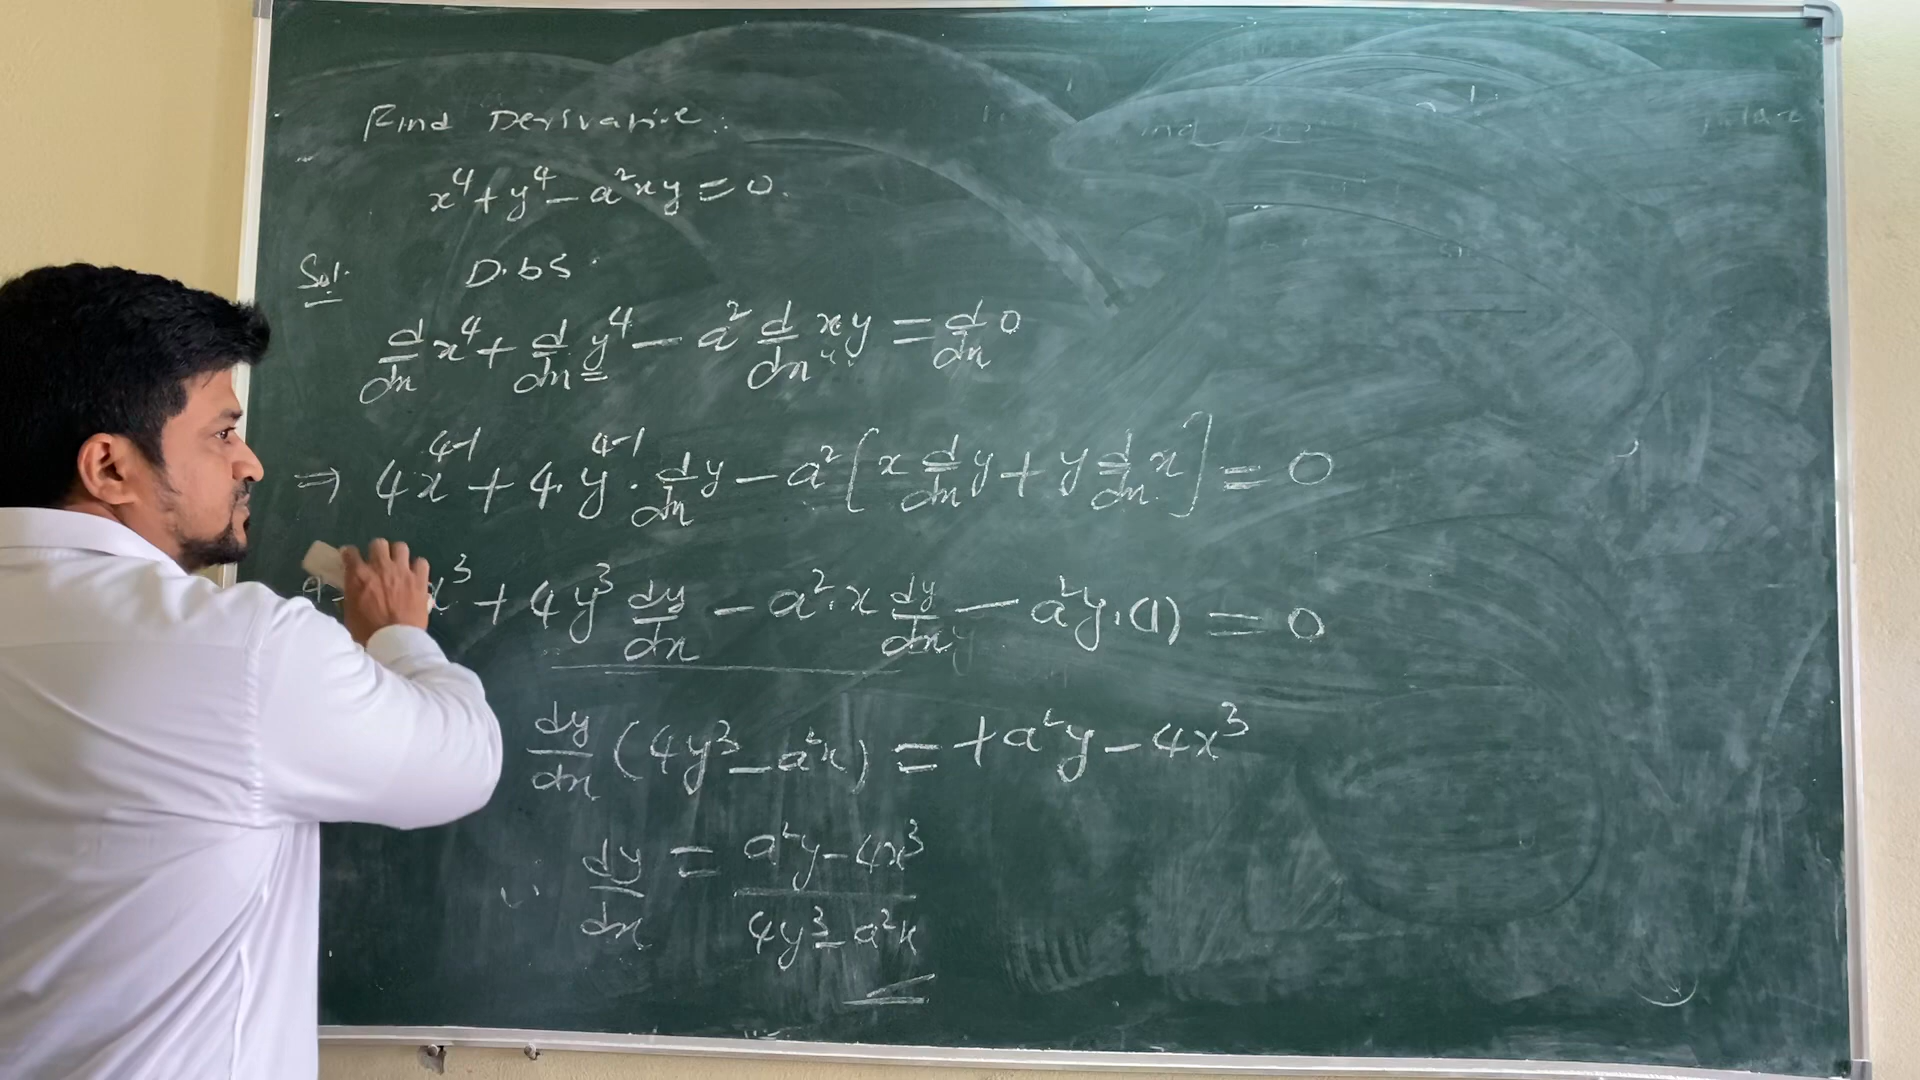 Find Derivative:
x⁴ + y⁴ - a²xy = 0.
Sol: D.b.S.
d/dx x⁴ + d/dx y⁴ - a² d/dx xy = d/dx 0
⇒ 4x⁴⁻¹ + 4.y⁴⁻¹ . d/dx y - a² [x d/dx y + y d/dx x] = 0
x³ + 4y³ dy/dx - a².x dy/dx - a²y.(1) = 0
dy/dx (4y³ - a²x) = +a²y - 4x³
dy/dx = (a²y - 4x³)/(4y³ - a²x)